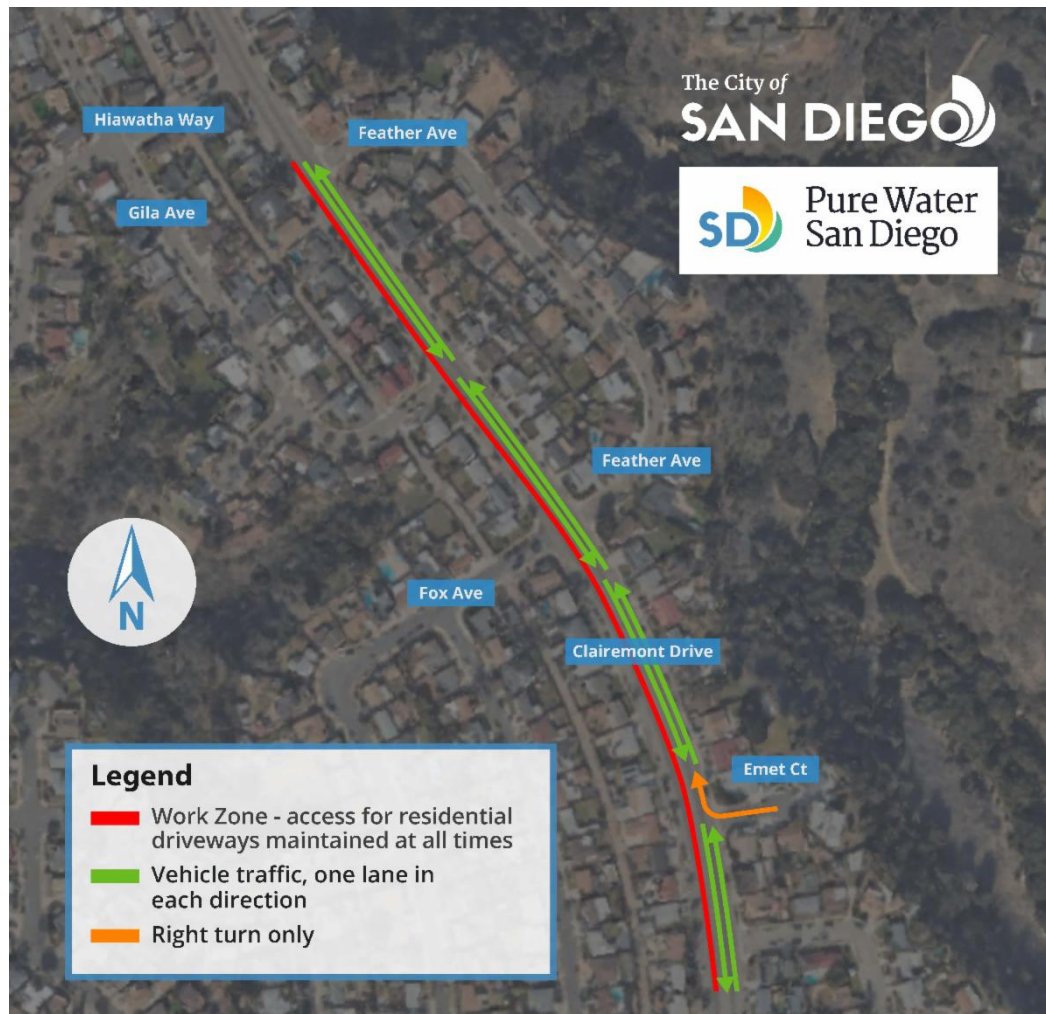 The City of
SAN DIEGO
SD
Pure Water
San Diego
Hiawatha Way
Feather Ave
Gila Ave
Feather Ave
N
Fox Ave
Clairemont Drive
Emet Ct
Legend
Work Zone - access for residential
driveways maintained at all times
Vehicle traffic, one lane in
each direction
Right turn only